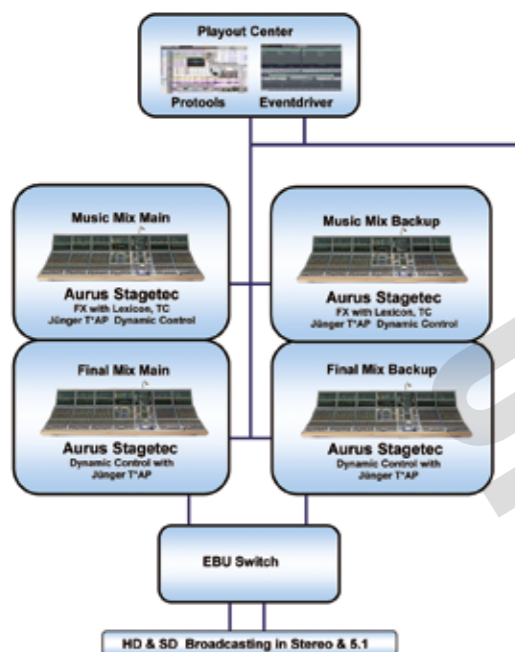 Playout Center
Protools Eventdriver
Music Mix Main
Aurus Stagetec
FX with Lexicon, TC
Jünger T*AP Dynamic Control
Music Mix Backup
Aurus Stagetec
FX with Lexicon, TC
Jünger T*AP Dynamic Control
Final Mix Main
Aurus Stagetec
Dynamic Control with
Jünger T*AP
Final Mix Backup
Aurus Stagetec
Dynamic Control with
Jünger T*AP
EBU Switch
HD & SD Broadcasting in Stereo & 5.1